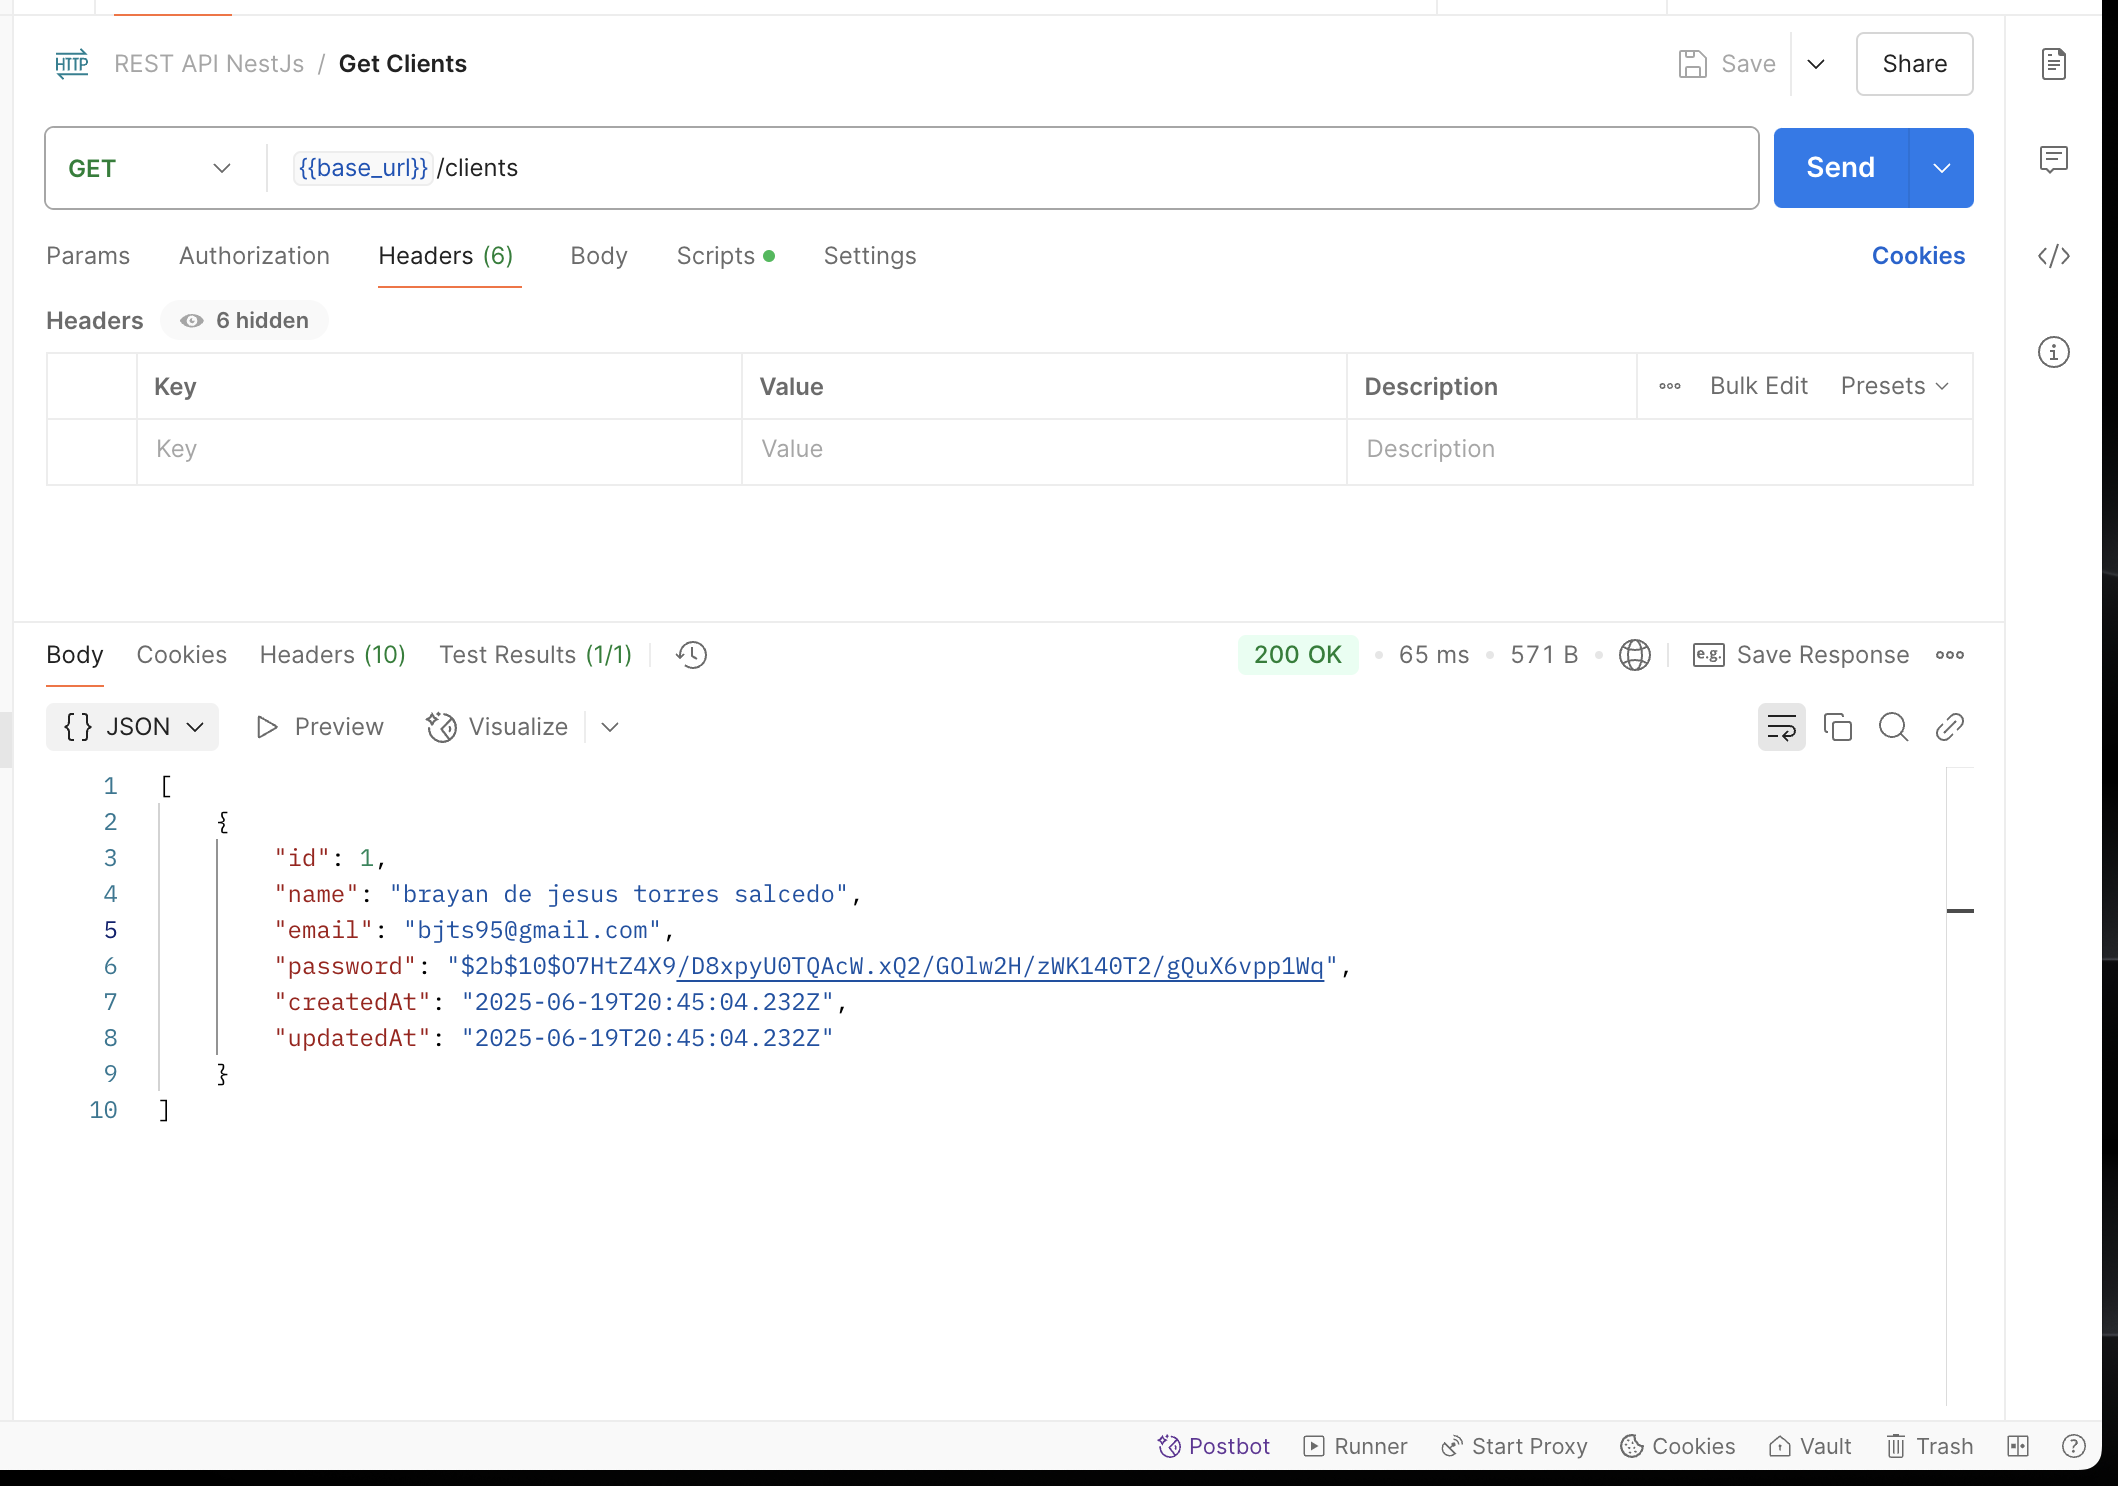 HTTP REST API NestJs / Get Clients Save Share
GET {{base_url}}/clients Send
Params Authorization Headers (6) Body Scripts Settings Cookies
Headers 6 hidden
Key Value Description Bulk Edit Presets
Key Value Description
Body Cookies Headers (10) Test Results (1/1) 200 OK 65 ms 571 B e.g. Save Response
{} JSON Preview Visualize
1 [
2 {
3 "id": 1,
4 "name": "brayan de jesus torres salcedo",
5 "email": "bjts95@gmail.com",
6 "password": "$2b$10$O7HtZ4X9/D8xpyU0TQAcW.xQ2/GOlw2H/zWK140T2/gQuX6vpp1Wq",
7 "createdAt": "2025-06-19T20:45:04.232Z",
8 "updatedAt": "2025-06-19T20:45:04.232Z"
9 }
10 ]
Postbot Runner Start Proxy Cookies Vault Trash